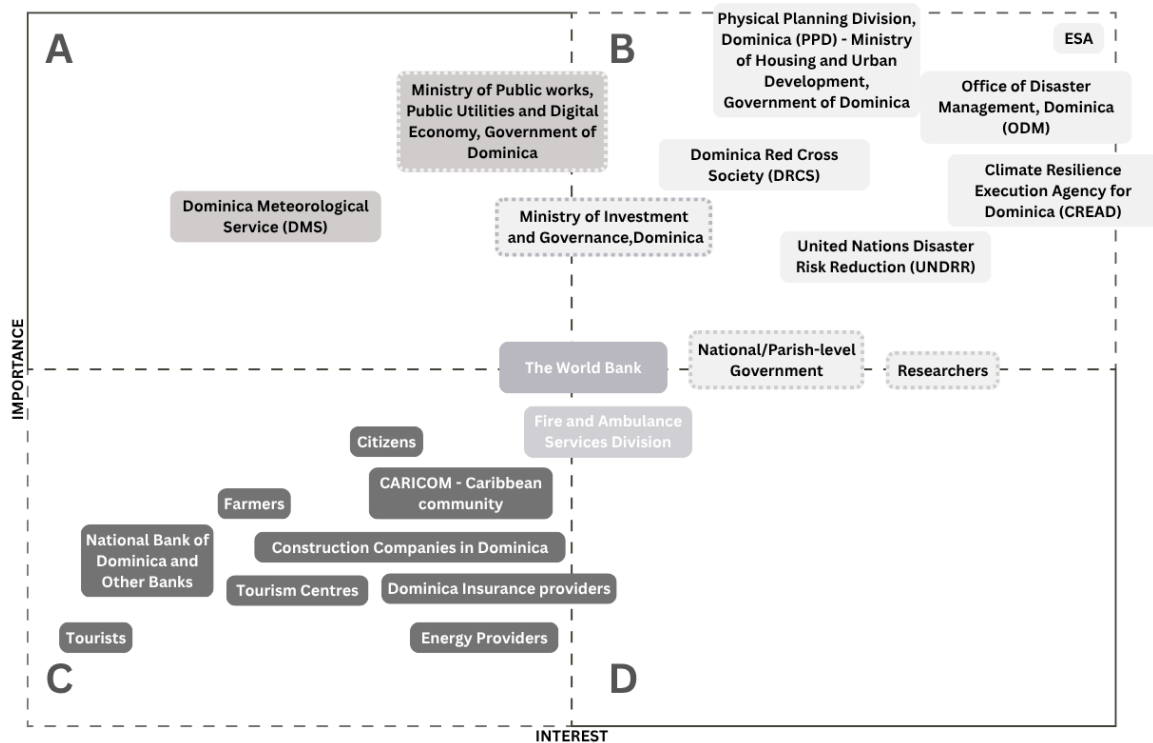 A
B
Physical Planning Division,
Dominica (PPD) - Ministry
of Housing and Urban
Development,
Government of Dominica
ESA
Ministry of Public works,
Public Utilities and Digital
Economy, Government of
Dominica
Office of Disaster
Management, Dominica
(ODM)
Dominica Red Cross
Society (DRCS)
Climate Resilience
Execution Agency for
Dominica (CREAD)
Dominica Meteorological
Service (DMS)
Ministry of Investment
and Governance,Dominica
United Nations Disaster
Risk Reduction (UNDRR)
IMPORTANCE
The World Bank
National/Parish-level
Government
Researchers
Fire and Ambulance
Services Division
Citizens
CARICOM - Caribbean
community
Farmers
National Bank of
Dominica and
Other Banks
Construction Companies in Dominica
Tourism Centres
Dominica Insurance providers
Tourists
Energy Providers
C
D
INTEREST